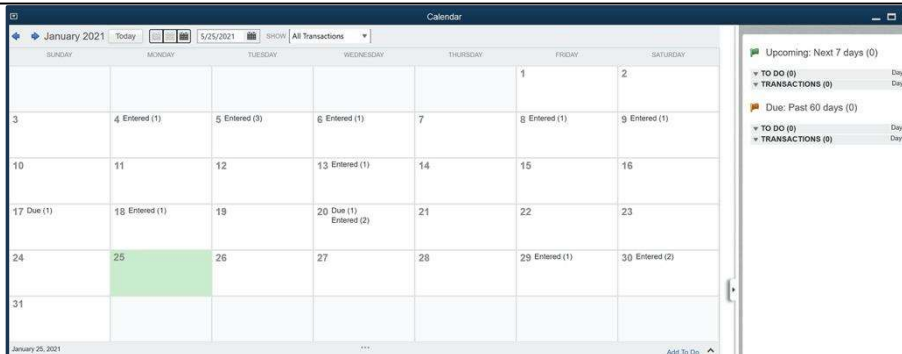 Calendar
January 2021 Today 5/25/2021 SHOW All Transactions
SUNDAY MONDAY TUESDAY WEDNESDAY THURSDAY FRIDAY SATURDAY
1 2
3 4 Entered (1) 5 Entered (3) 6 Entered (1) 7 8 Entered (1) 9 Entered (1)
10 11 12 13 Entered (1) 14 15 16
17 Due (1) 18 Entered (1) 19 20 Due (1) 21 22 23
Entered (2)
24 25 26 27 28 29 Entered (1) 30 Entered (2)
31
January 25, 2021 Add To Do
Upcoming: Next 7 days (0)
TO DO (0) Day
TRANSACTIONS (0) Day
Due: Past 60 days (0)
TO DO (0) Day
TRANSACTIONS (0) Day